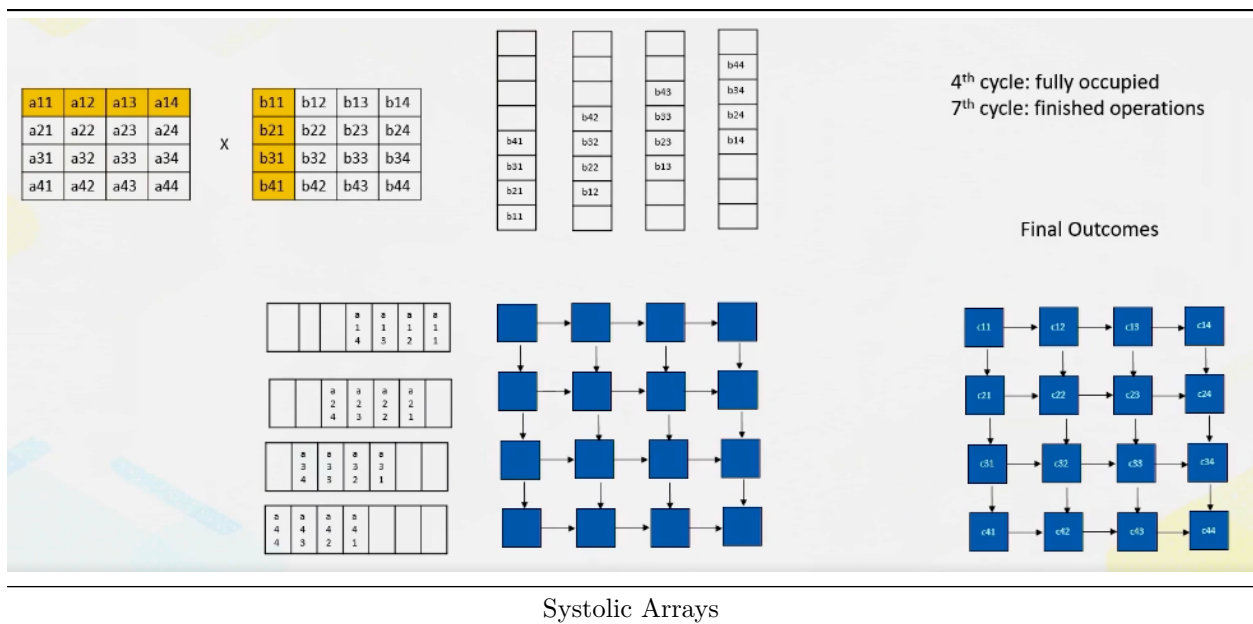 a11 a12 a13 a14
a21 a22 a23 a24
a31 a32 a33 a34
a41 a42 a43 a44
X
b11 b12 b13 b14
b21 b22 b23 b24
b31 b32 b33 b34
b41 b42 b43 b44
b41
b31
b21
b11
b42
b32
b22
b12
b43
b33
b23
b13
b44
b34
b24
b14
4th cycle: fully occupied
7th cycle: finished operations
a14 a13 a12 a11
a24 a23 a22 a21
a34 a33 a32 a31
a44 a43 a42 a41
Final Outcomes
c11 c12 c13 c14
c21 c22 c23 c24
c31 c32 c33 c34
c41 c42 c43 c44
Systolic Arrays